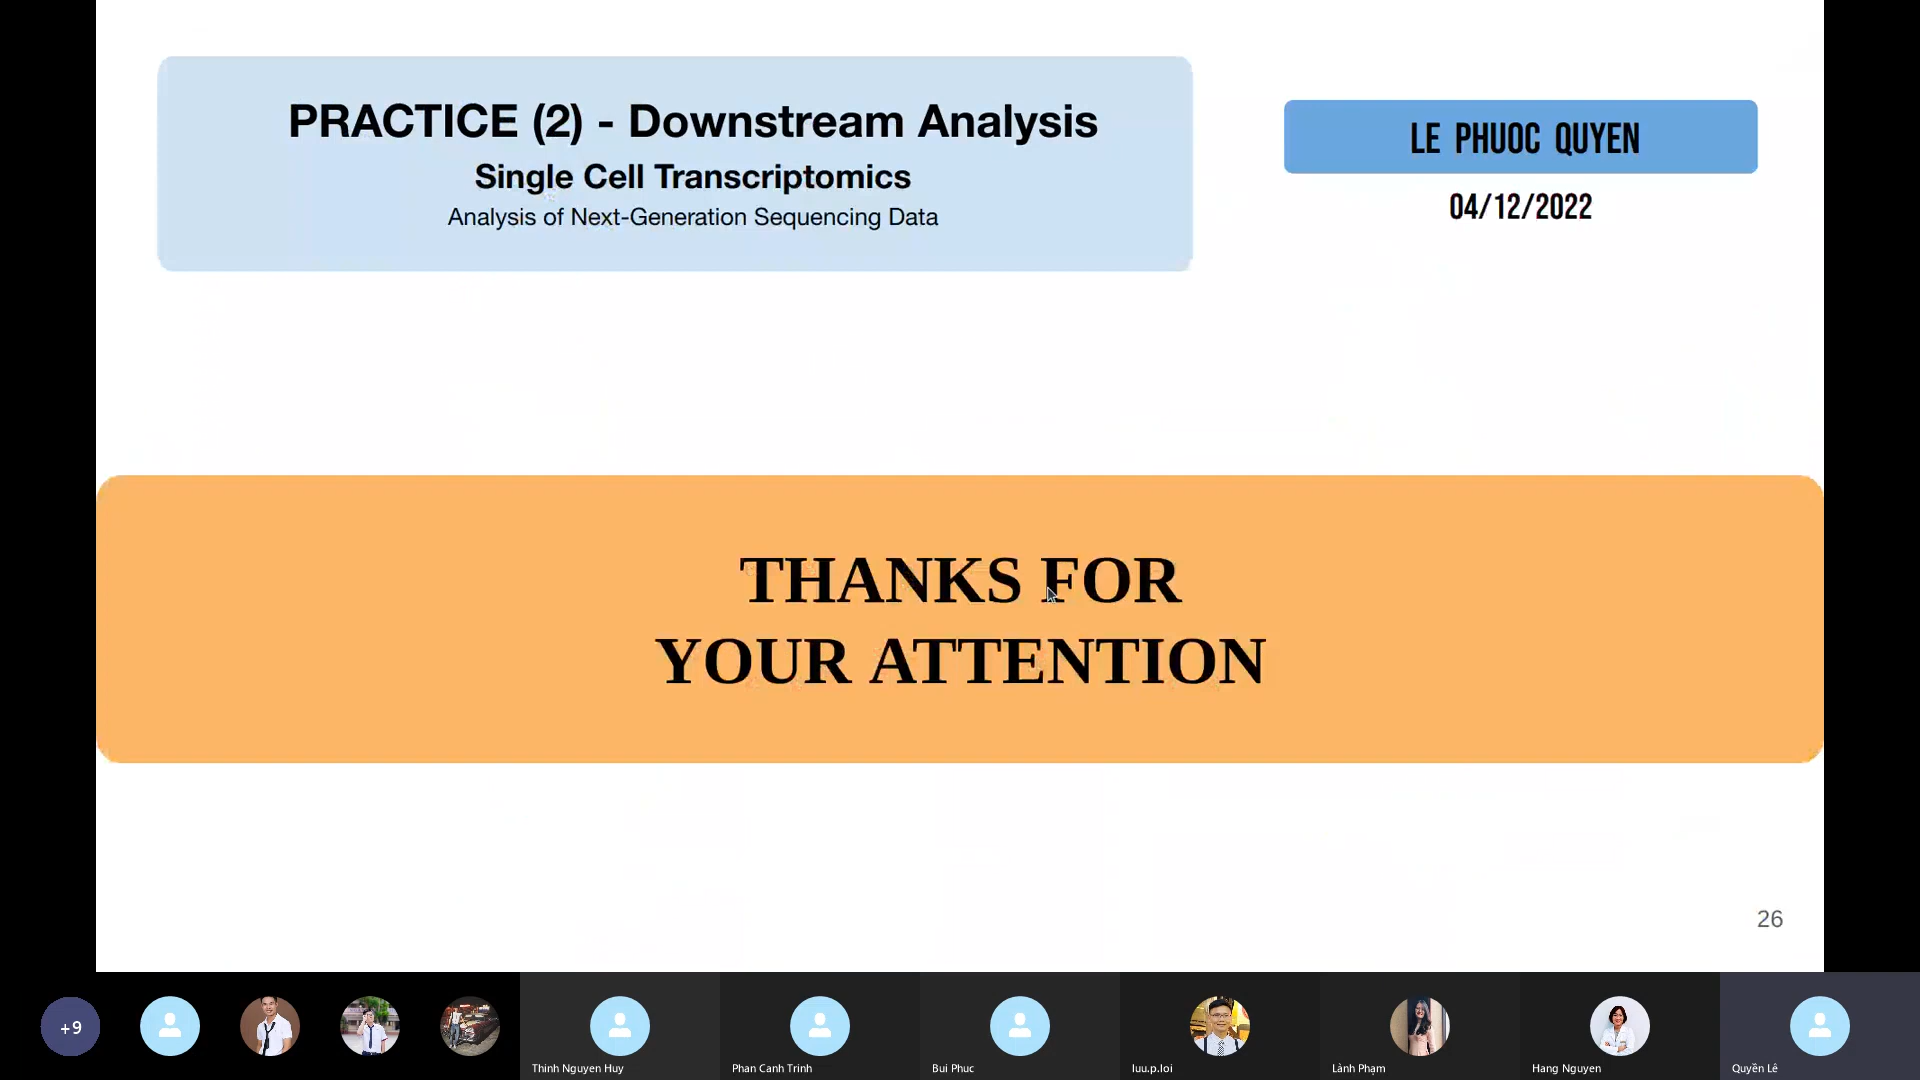 PRACTICE (2) - Downstream Analysis
Single Cell Transcriptomics
Analysis of Next-Generation Sequencing Data
LE PHUOC QUYEN
04/12/2022
THANKS FOR
YOUR ATTENTION
26
+9
Thinh Nguyen Huy
Phan Canh Trinh
Bui Phuc
luu.p.loi
Lành Phạm
Hang Nguyen
Quyền Lê